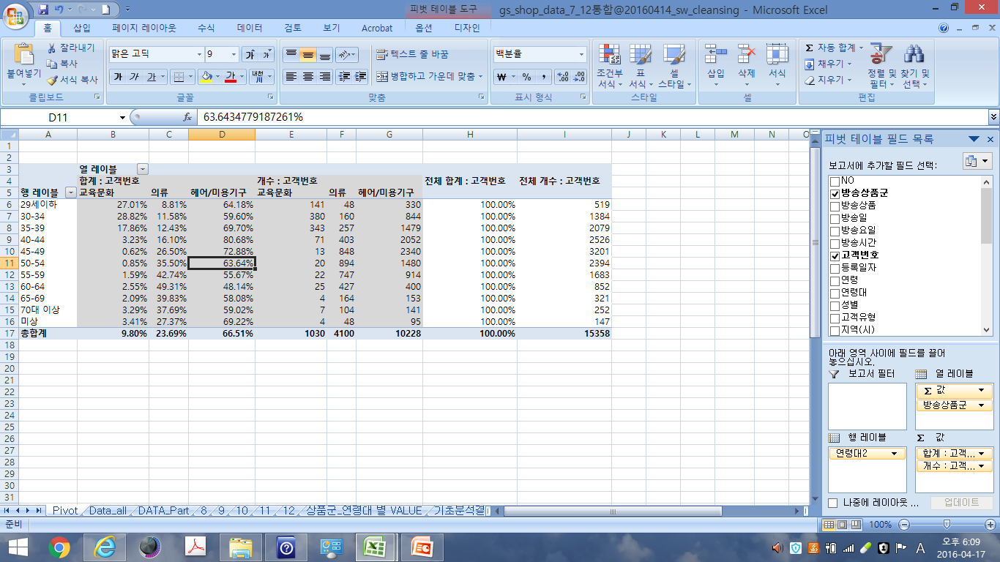 피벗 테이블 도구
gs_shop_data_7_12통합@20160414_sw_cleansing - Microsoft Excel
홈 삽입 페이지 레이아웃 수식 데이터 검토 보기 Acrobat 옵션 디자인
붙여넣기 잘라내기 복사 서식 복사 클립보드
맑은 고딕 9 가 가 가 가 가 가 내천 글꼴
텍스트 줄 바꿈
병합하고 가운데 맞춤
맞춤
백분율
₩ % , 표시 형식
조건부 서식 표 서식 셀 스타일 스타일
삽입 삭제 서식 셀
Σ 자동 합계 채우기 지우기 정렬 및 필터 찾기 및 선택 편집
D11 fx 63.6434779187261%
A B C D E F G H I J K L M N O
1
2
3 열 레이블
4 합계 : 고객번호 개수 : 고객번호 전체 합계 : 고객번호 전체 개수 : 고객번호
5 행 레이블 교육문화 의류 헤어/미용기구 교육문화 의류 헤어/미용기구
6 29세이하 27.01% 8.81% 64.18% 141 48 330 100.00% 519
7 30-34 28.82% 11.58% 59.60% 380 160 844 100.00% 1384
8 35-39 17.86% 12.43% 69.70% 343 257 1479 100.00% 2079
9 40-44 3.23% 16.10% 80.68% 71 403 2052 100.00% 2526
10 45-49 0.62% 26.50% 72.88% 13 848 2340 100.00% 3201
11 50-54 0.85% 35.50% 63.64% 20 894 1480 100.00% 2394
12 55-59 1.59% 42.74% 55.67% 22 747 914 100.00% 1683
13 60-64 2.55% 49.31% 48.14% 25 427 400 100.00% 852
14 65-69 2.09% 39.83% 58.08% 4 164 153 100.00% 321
15 70대 이상 3.29% 37.69% 59.02% 7 104 141 100.00% 252
16 미상 3.41% 27.37% 69.22% 4 48 95 100.00% 147
17 총합계 9.80% 23.69% 66.51% 1030 4100 10228 100.00% 15358
18
19
20
21
22
23
24
25
26
27
28
29
30
31
Pivot Data_all DATA_Part 8 9 10 11 12 상품군_연령대 별 VALUE 기초분석결
준비 100%
피벗 테이블 필드 목록
보고서에 추가할 필드 선택:
NO
방송상품군
방송상품
방송일
방송요일
방송시간
고객번호
등록일자
연령
연령대
성별
고객유형
지역(시)
아래 영역 사이에 필드를 끌어
놓으십시오.
보고서 필터 열 레이블
Σ 값
방송상품군
행 레이블 Σ 값
연령대2 합계 : 고객...
개수 : 고객...
나중에 레이아웃 ... 업데이트
A 오후 6:09
2016-04-17